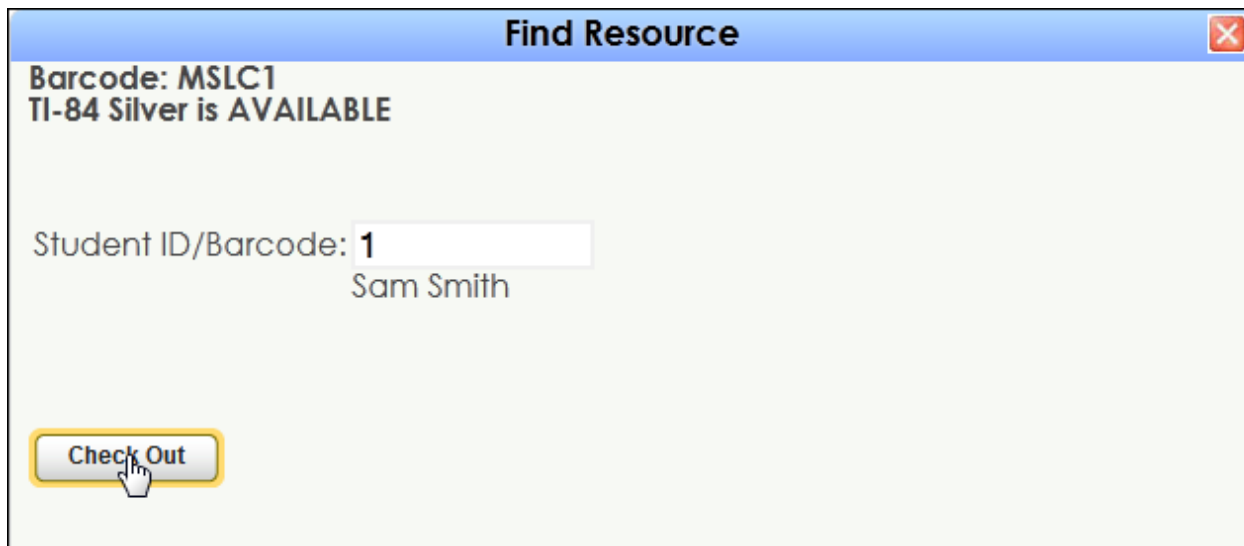 Find Resource
Barcode: MSLC1
TI-84 Silver is AVAILABLE
Student ID/Barcode: 1
Sam Smith
Check Out